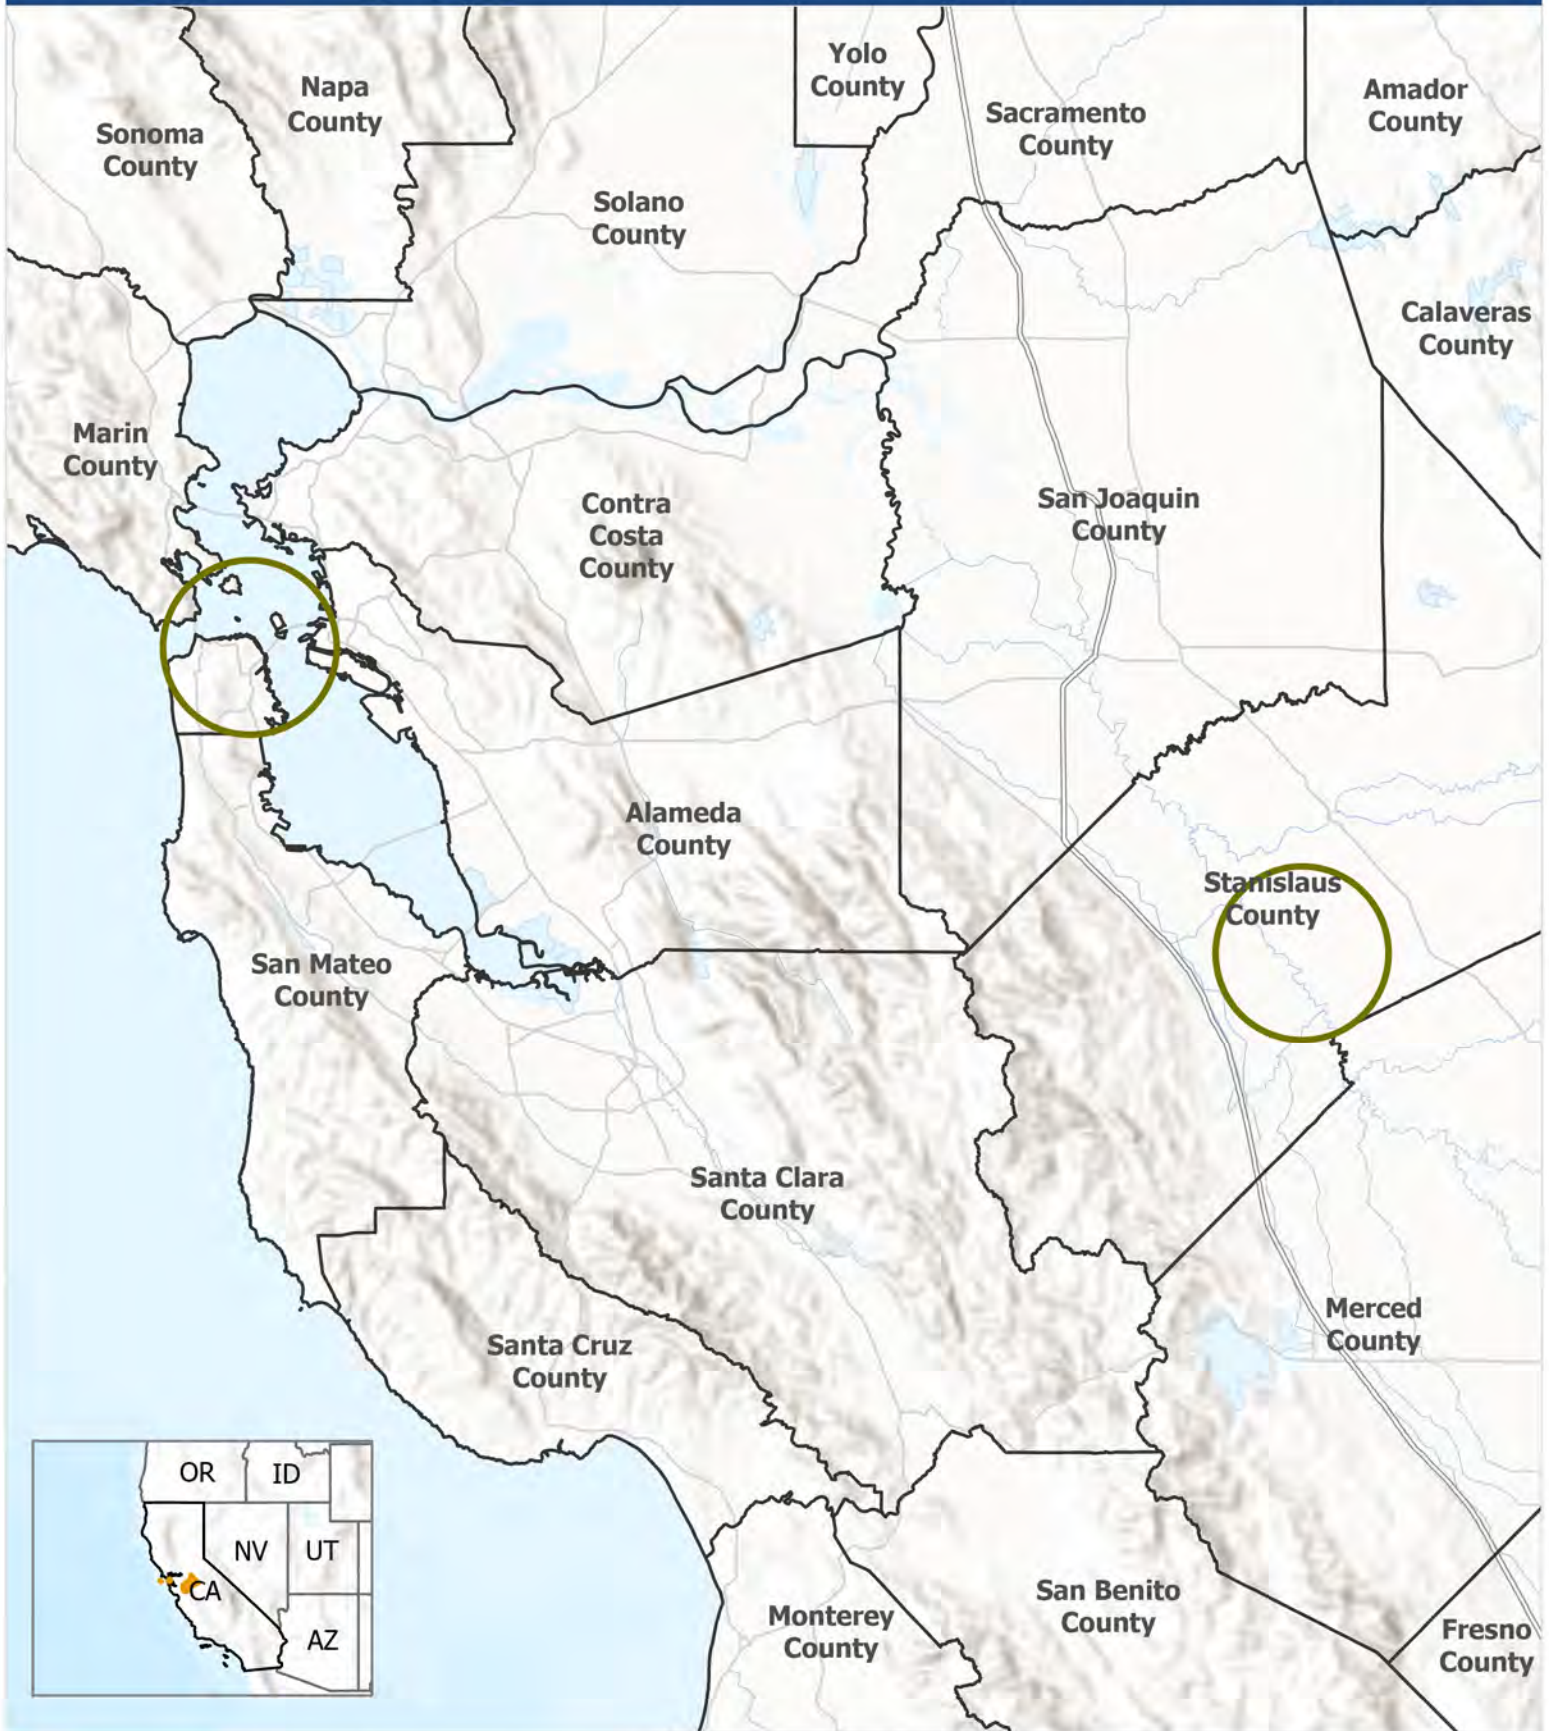 Yolo
County
Napa
County
Amador
County
Sacramento
County
Sonoma
County
Solano
County
Calaveras
County
Marin
County
Contra
Costa
County
San Joaquin
County
Alameda
County
Stanislaus
County
San Mateo
County
Santa Clara
County
Merced
County
Santa Cruz
County
OR
ID
NV
UT
CA
AZ
San Benito
County
Monterey
County
Fresno
County